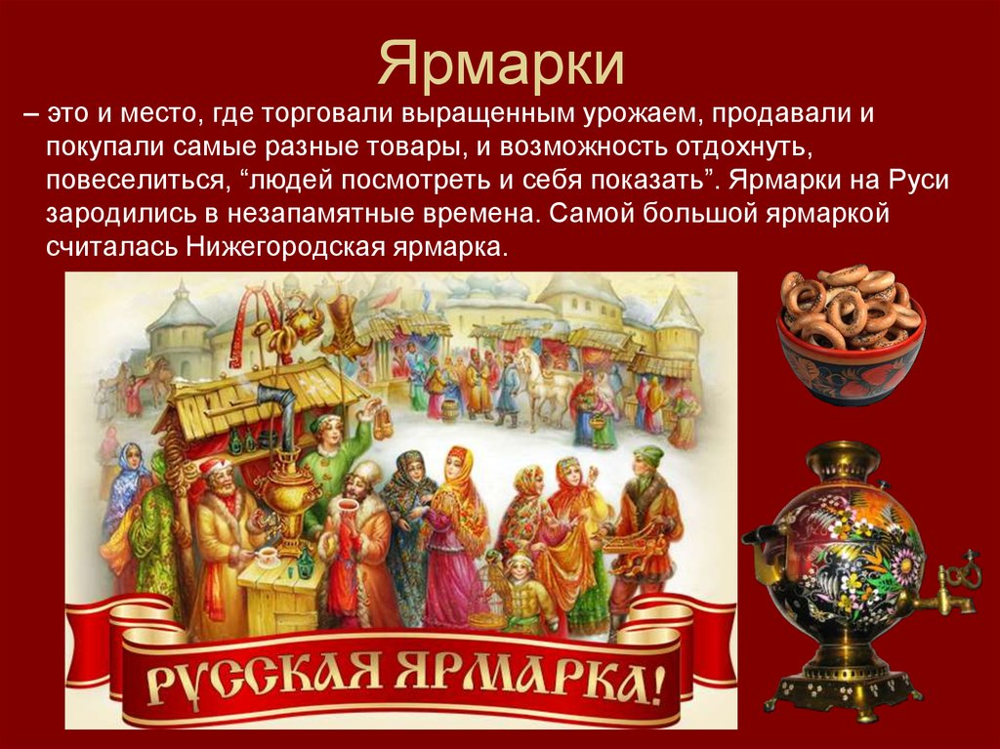 Ярмарки
– это и место, где торговали выращенным урожаем, продавали и
покупали самые разные товары, и возможность отдохнуть,
повеселиться, “людей посмотреть и себя показать”. Ярмарки на Руси
зародились в незапамятные времена. Самой большой ярмаркой
считалась Нижегородская ярмарка.
РУССКАЯ ЯРМАРКА!